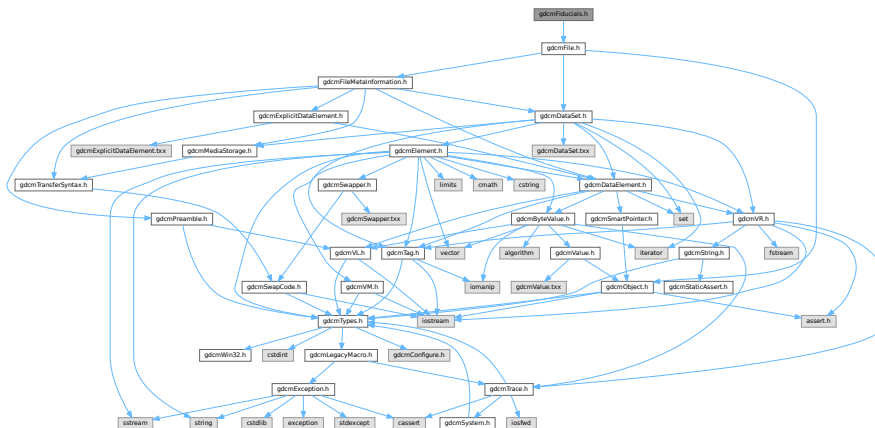 gdcmFiducials.h
gdcmFile.h
gdcmFileMetaInformation.h
gdcmExplicitDataElement.h
gdcmDataSet.h
gdcmExplicitDataElement.txx
gdcmMediaStorage.h
gdcmElement.h
gdcmDataSet.txx
gdcmTransferSyntax.h
gdcmSwapper.h
limits
cmath
cstring
gdcmDataElement.h
gdcmPreamble.h
gdcmSwapper.txx
gdcmByteValue.h
gdcmSmartPointer.h
set
gdcmVR.h
gdcmVL.h
gdcmTag.h
vector
algorithm
gdcmValue.h
iterator
gdcmString.h
fstream
gdcmSwapCode.h
gdcmVM.h
iomanip
gdcmValue.txx
gdcmObject.h
gdcmStaticAssert.h
gdcmTypes.h
iostream
assert.h
gdcmWin32.h
cstdint
gdcmLegacyMacro.h
gdcmConfigure.h
gdcmException.h
gdcmTrace.h
sstream
string
cstdlib
exception
stdexcept
cassert
gdcmSystem.h
iosfwd